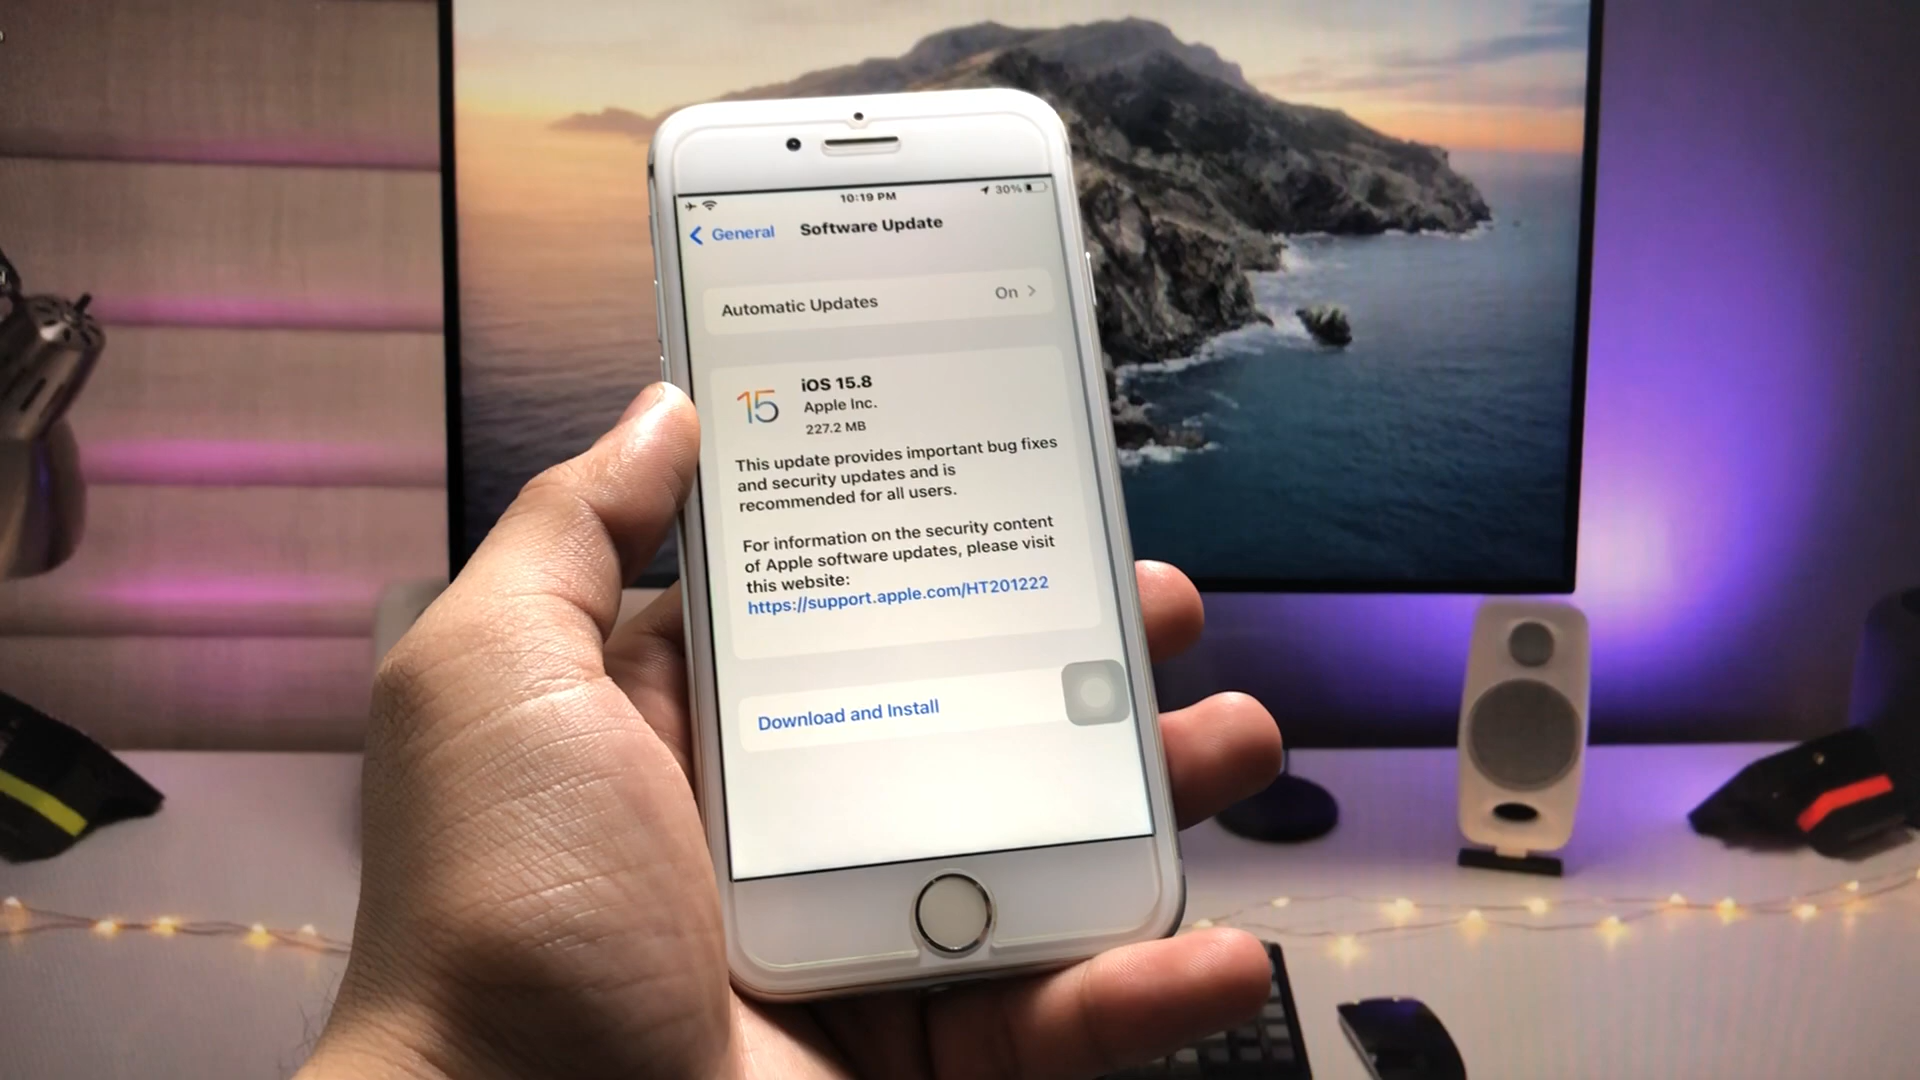 10:19 PM
30%
General
Software Update
Automatic Updates
On
15
iOS 15.8
Apple Inc.
227.2 MB
This update provides important bug fixes
and security updates and is
recommended for all users.
For information on the security content
of Apple software updates, please visit
this website:
https://support.apple.com/HT201222
Download and Install